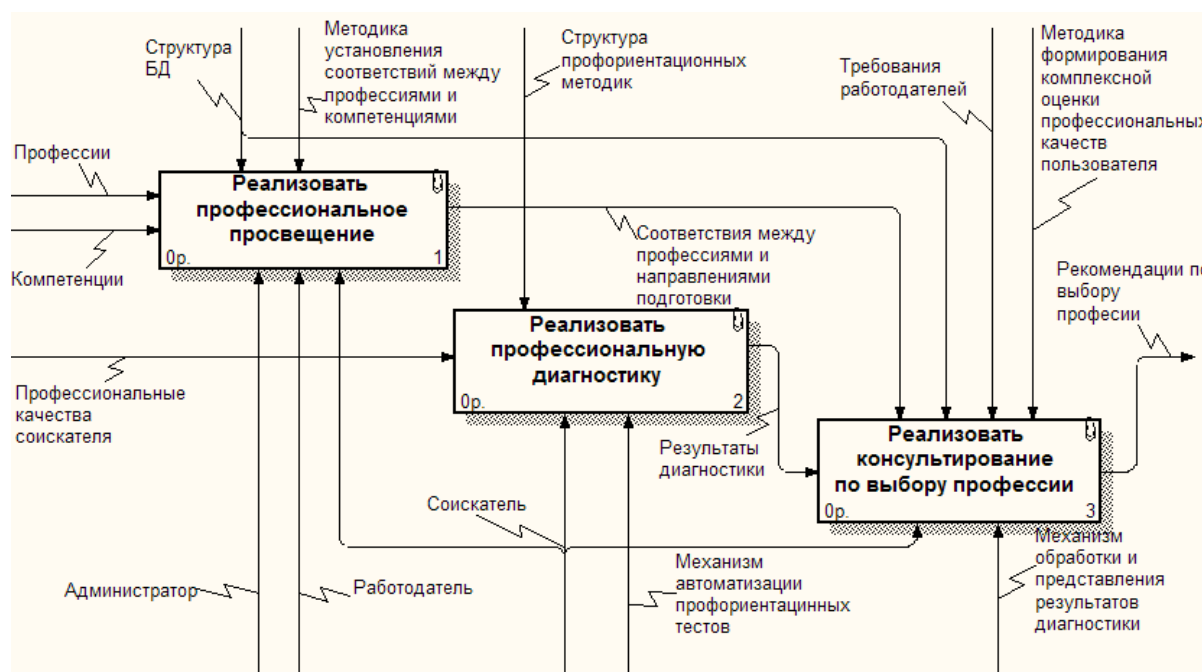 Структура
БД
Методика
установления
соответствий между
профессиями и
компетенциями
Структура
профориентационных
методик
Требования
работодателей
Методика
формирования
комплексной
оценки
профессиональных
качеств
пользователя
Профессии
Компетенции
Реализовать
профессиональное
просвещение
0р.
1
Соответствия между
профессиями и
направлениями
подготовки
Рекомендации по
выбору
професии
Реализовать
профессиональную
диагностику
0р.
2
Профессиональные
качества
соискателя
Результаты
диагностики
Реализовать
консультирование
по выбору профессии
0р.
3
Соискатель
Администратор
Работодатель
Механизм
автоматизации
профориентацинных
тестов
Механизм
обработки и
представления
результатов
диагностики